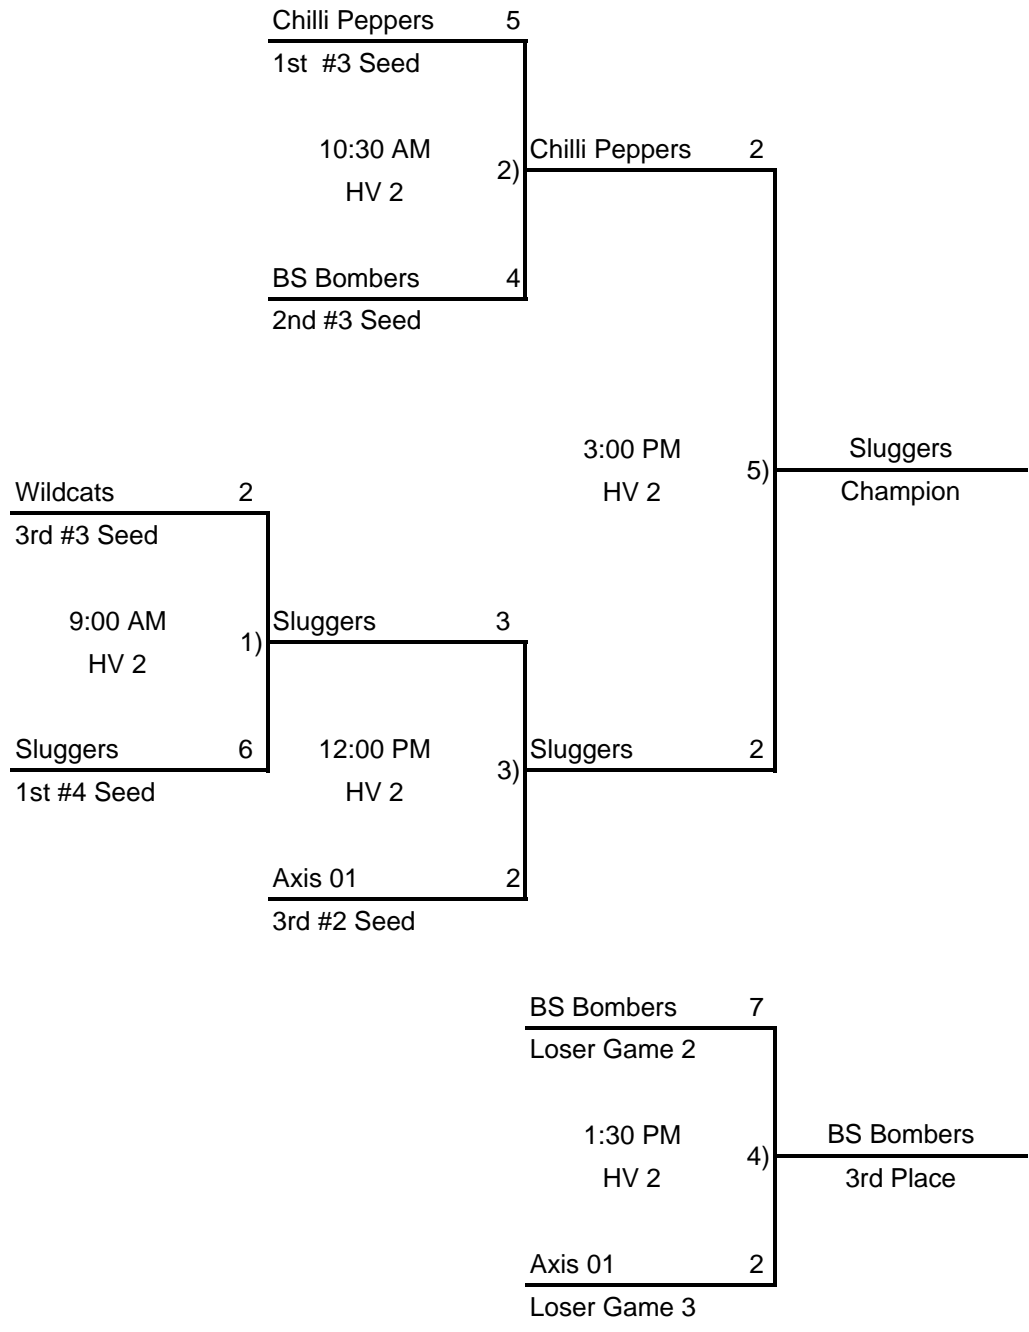 Chilli Peppers 5
1st #3 Seed
10:30 AM
HV 2
2)
Chilli Peppers 2
BS Bombers 4
2nd #3 Seed
3:00 PM
HV 2
5)
Sluggers
Champion
Wildcats 2
3rd #3 Seed
9:00 AM
HV 2
1)
Sluggers 3
Sluggers 6
1st #4 Seed
12:00 PM
HV 2
3)
Sluggers 2
Axis 01 2
3rd #2 Seed
BS Bombers 7
Loser Game 2
1:30 PM
HV 2
4)
BS Bombers
3rd Place
Axis 01 2
Loser Game 3